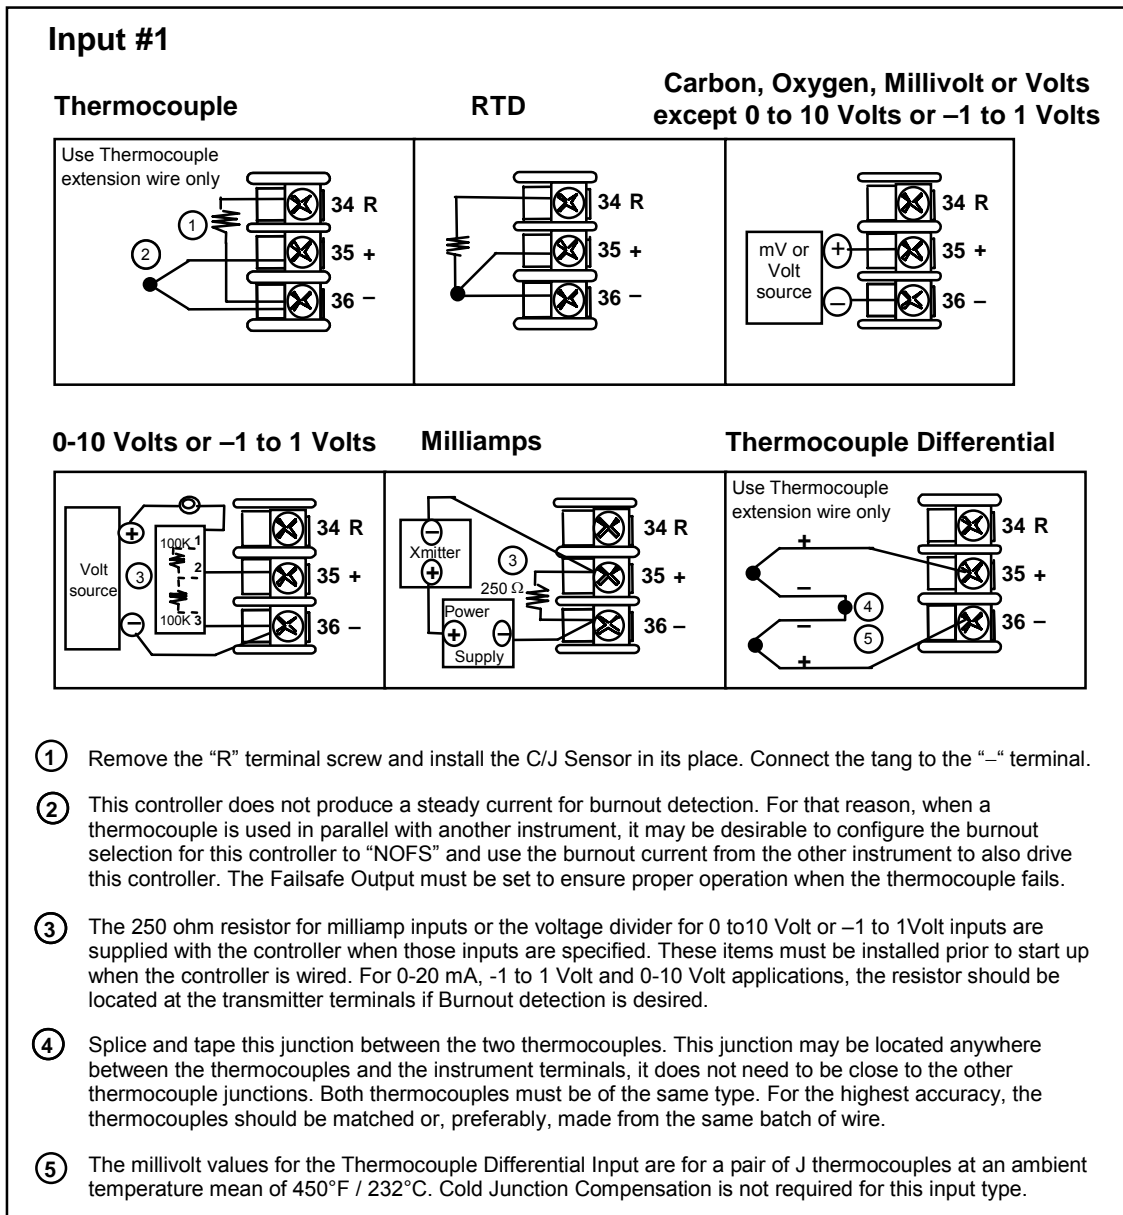 Input #1
Thermocouple
RTD
Carbon, Oxygen, Millivolt or Volts
except 0 to 10 Volts or –1 to 1 Volts
Use Thermocouple
extension wire only
1
2
34 R
35 +
36 –
34 R
35 +
36 –
mV or
Volt
source
+
–
34 R
35 +
36 –
0-10 Volts or –1 to 1 Volts
Milliamps
Thermocouple Differential
Volt
source
+
–
3
100K 1
2
100K 3
34 R
35 +
36 –
–
Xmitter
+
Power
+ –
Supply
3
250 Ω
34 R
35 +
36 –
Use Thermocouple
extension wire only
+
–
–
+
4
5
34 R
35 +
36 –
1 Remove the “R” terminal screw and install the C/J Sensor in its place. Connect the tang to the “–“ terminal.
2 This controller does not produce a steady current for burnout detection. For that reason, when a
thermocouple is used in parallel with another instrument, it may be desirable to configure the burnout
selection for this controller to “NOFS” and use the burnout current from the other instrument to also drive
this controller. The Failsafe Output must be set to ensure proper operation when the thermocouple fails.
3 The 250 ohm resistor for milliamp inputs or the voltage divider for 0 to10 Volt or –1 to 1Volt inputs are
supplied with the controller when those inputs are specified. These items must be installed prior to start up
when the controller is wired. For 0-20 mA, -1 to 1 Volt and 0-10 Volt applications, the resistor should be
located at the transmitter terminals if Burnout detection is desired.
4 Splice and tape this junction between the two thermocouples. This junction may be located anywhere
between the thermocouples and the instrument terminals, it does not need to be close to the other
thermocouple junctions. Both thermocouples must be of the same type. For the highest accuracy, the
thermocouples should be matched or, preferably, made from the same batch of wire.
5 The millivolt values for the Thermocouple Differential Input are for a pair of J thermocouples at an ambient
temperature mean of 450°F / 232°C. Cold Junction Compensation is not required for this input type.